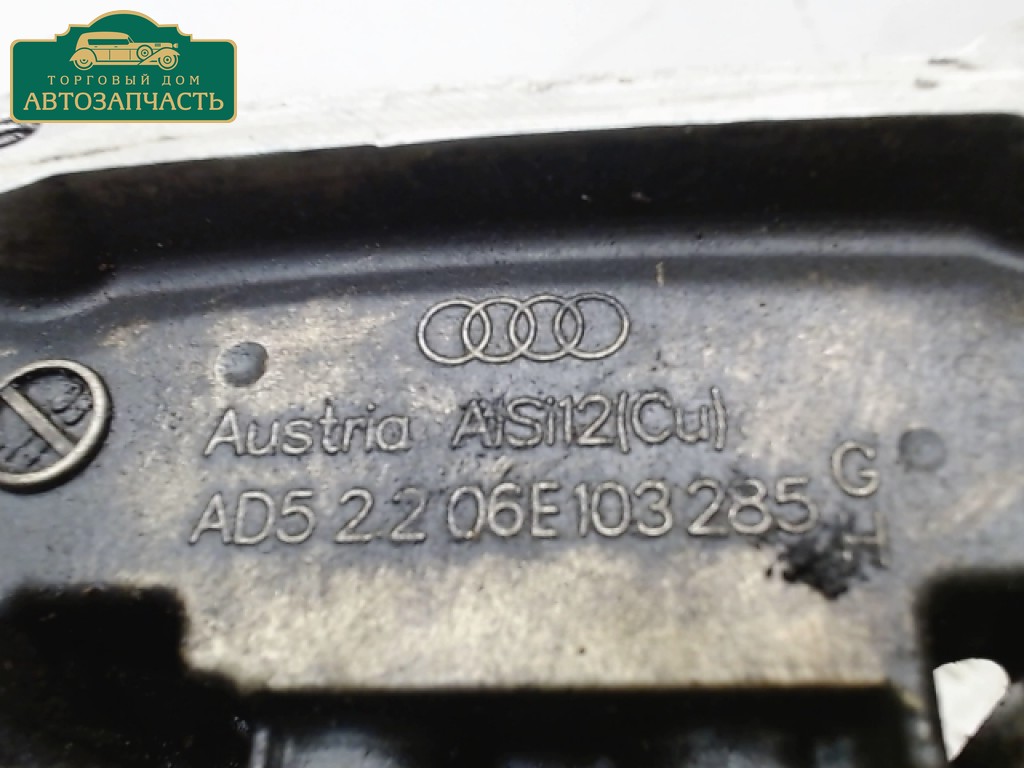 ТОРГОВЫЙ ДОМ
АВТОЗАПЧАСТЬ
Austria AlSi12(Cu)
AD5 2.2 06E 103 285 G